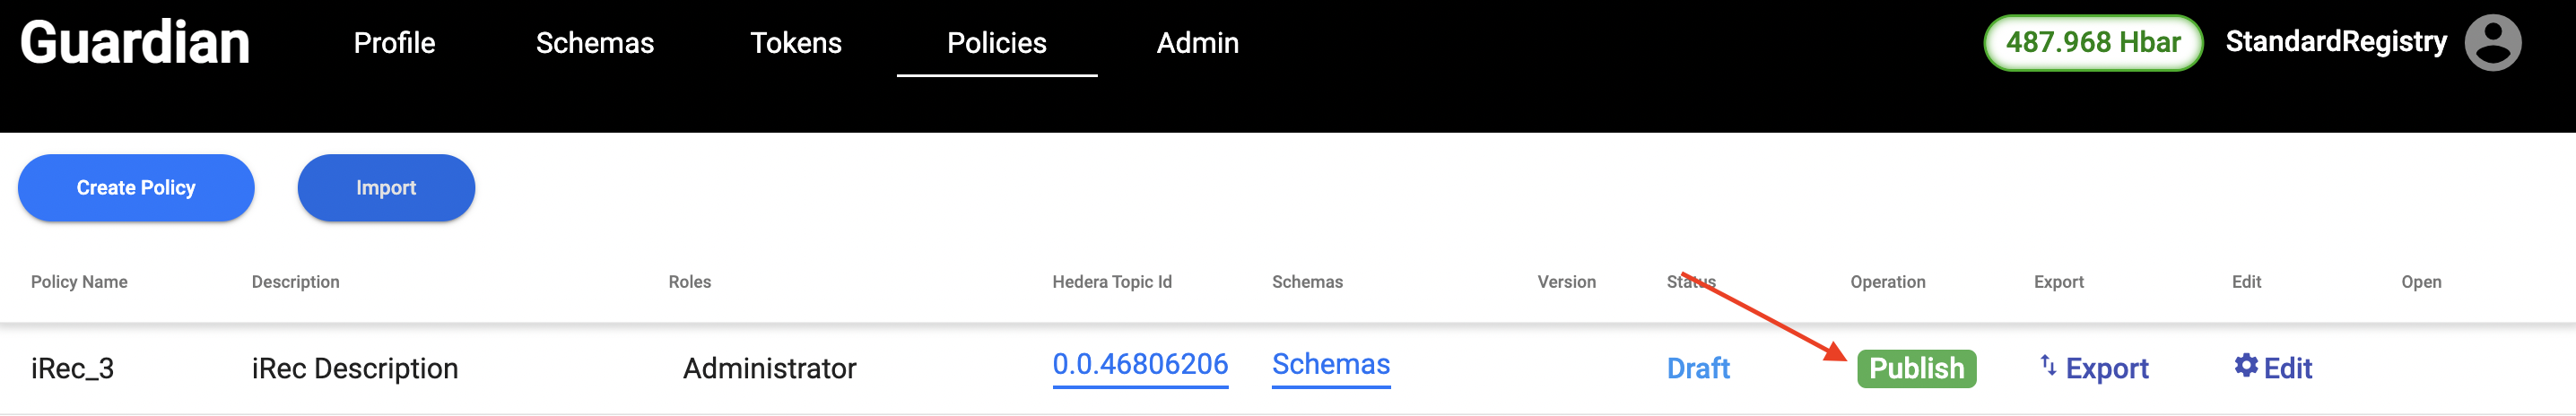 Guardian Profile Schemas Tokens Policies Admin 487.968 Hbar StandardRegistry
Create Policy Import
Policy Name Description Roles Hedera Topic Id Schemas Version Status Operation Export Edit Open
iRec_3 iRec Description Administrator 0.0.46806206 Schemas Draft Publish Export Edit